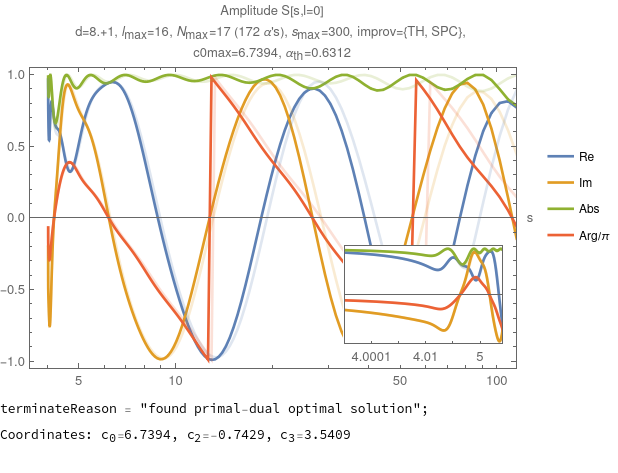 Amplitude S[s,l=0]
d=8.+1, lmax=16, Nmax=17 (172 α's), smax=300, improv={TH, SPC},
c0max=6.7394, αth=0.6312
1.0
0.5
0.0
−0.5
−1.0
5
10
50
100
s
Re
Im
Abs
Arg/π
4.0001
4.01
5
terminateReason = "found primal-dual optimal solution";
Coordinates: c0=6.7394, c2=-0.7429, c3=3.5409